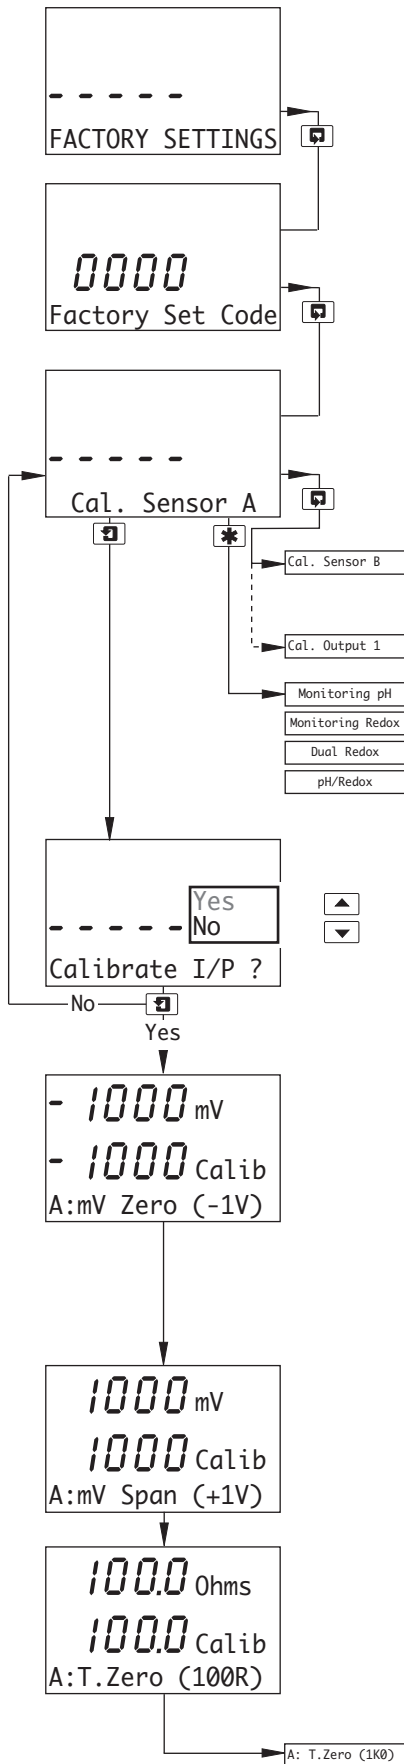 - - - - -
FACTORY SETTINGS
0000
Factory Set Code
- - - - -
Cal. Sensor A
Cal. Sensor B
Cal. Output 1
Monitoring pH
Monitoring Redox
Dual Redox
pH/Redox
Yes
- - - - - No
Calibrate I/P ?
No
Yes
- 1000 mV
- 1000 Calib
A:mV Zero (-1V)
1000 mV
1000 Calib
A:mV Span (+1V)
100.0 Ohms
100.0 Calib
A:T.Zero (100R)
A: T.Zero (1K0)